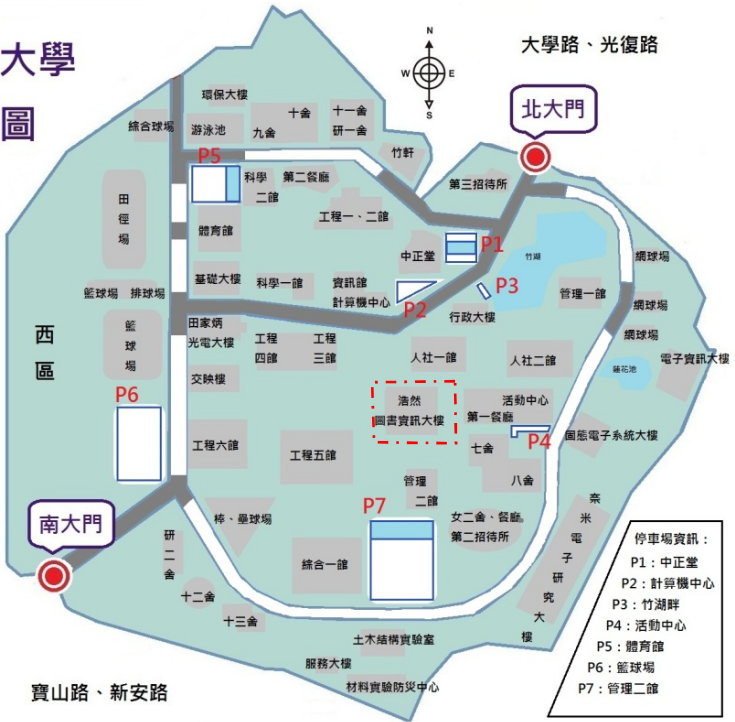 大學
圖
N
W
E
S
大學路、光復路
北大門
環保大樓
綜合球場
游泳池
九舍
十舍
十一舍
研一舍
竹軒
P5
科學
二館
第二餐廳
第三招待所
田徑場
體育館
工程一、二館
中正堂
P1
竹湖
網球場
基礎大樓
科學一館
資訊館
計算機中心
P2
P3
管理一館
網球場
籃球場
排球場
行政大樓
網球場
西區
籃球場
田家炳
光電大樓
工程
四館
工程
三館
人社一館
人社二館
電子資訊大樓
蓮花池
交映樓
P6
浩然
圖書資訊大樓
活動中心
第一餐廳
P4
固態電子系統大樓
工程六館
工程五館
七舍
八舍
管理
二館
奈米電子研究大樓
南大門
P7
棒、壘球場
女二舍、餐廳
第二招待所
研二舍
綜合一館
十二舍
十三舍
土木結構實驗室
服務大樓
材料實驗防災中心
寶山路、新安路
停車場資訊：
P1：中正堂
P2：計算機中心
P3：竹湖畔
P4：活動中心
P5：體育館
P6：籃球場
P7：管理二館